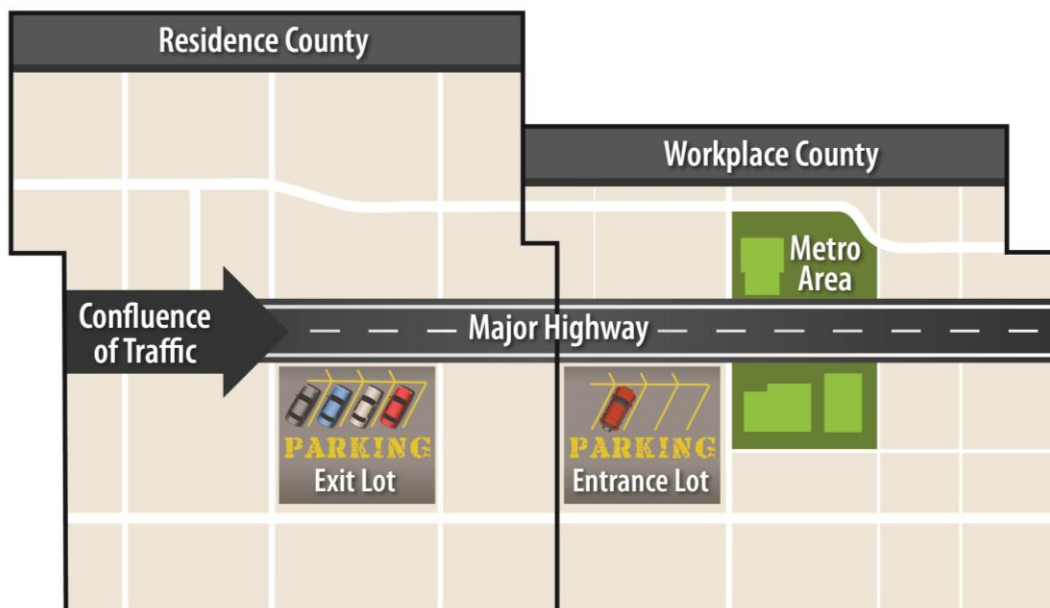 Residence County
Workplace County
Metro
Area
Confluence
of Traffic
Major Highway
PARKING
Exit Lot
PARKING
Entrance Lot